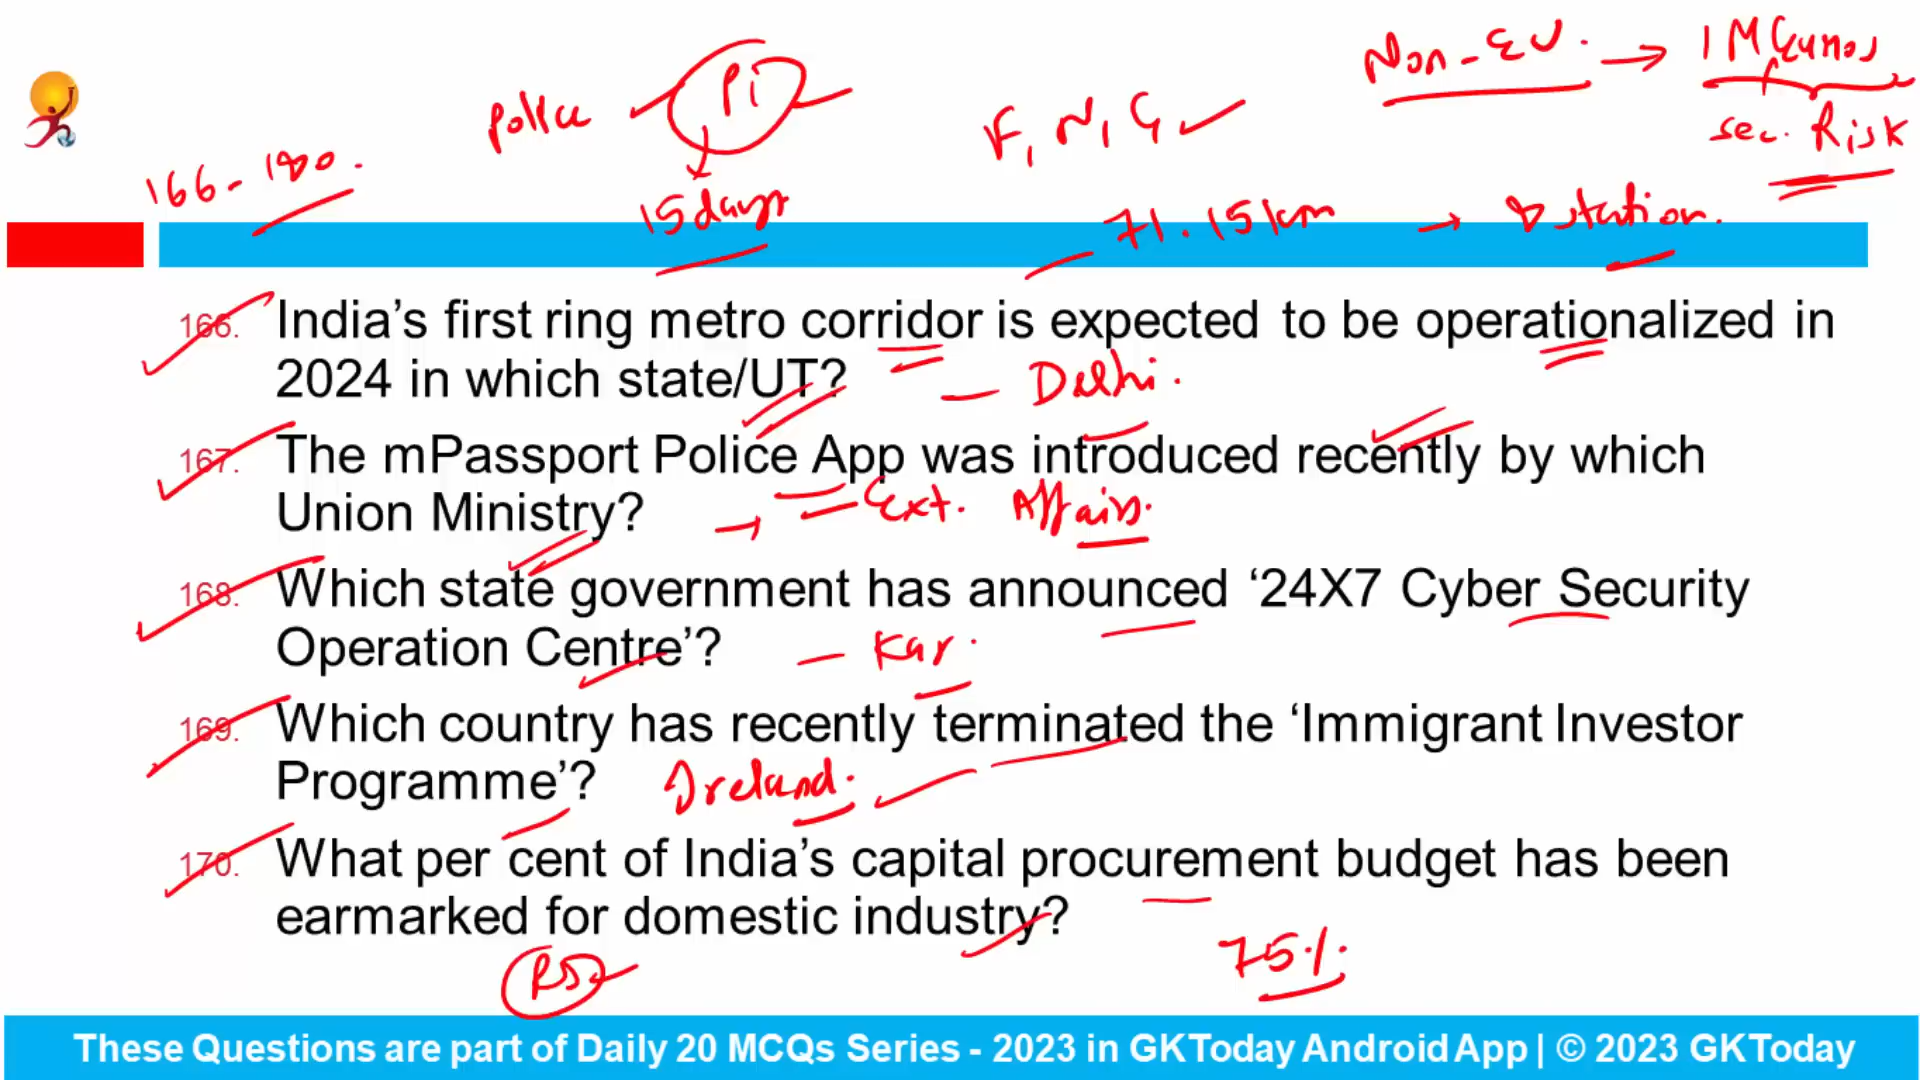 Non-EU. → 1 M Euros
Police Pi
F, N, G
sec. Risk
166-180.
15 days
71.15 km → 8 station.
166. India’s first ring metro corridor is expected to be operationalized in
2024 in which state/UT? - Delhi.
167. The mPassport Police App was introduced recently by which
Union Ministry? → Ext. Affairs.
168. Which state government has announced ‘24X7 Cyber Security
Operation Centre’? - Kar.
169. Which country has recently terminated the ‘Immigrant Investor
Programme’? Ireland.
170. What per cent of India’s capital procurement budget has been
earmarked for domestic industry?
75%.
These Questions are part of Daily 20 MCQs Series - 2023 in GKToday Android App | © 2023 GKToday